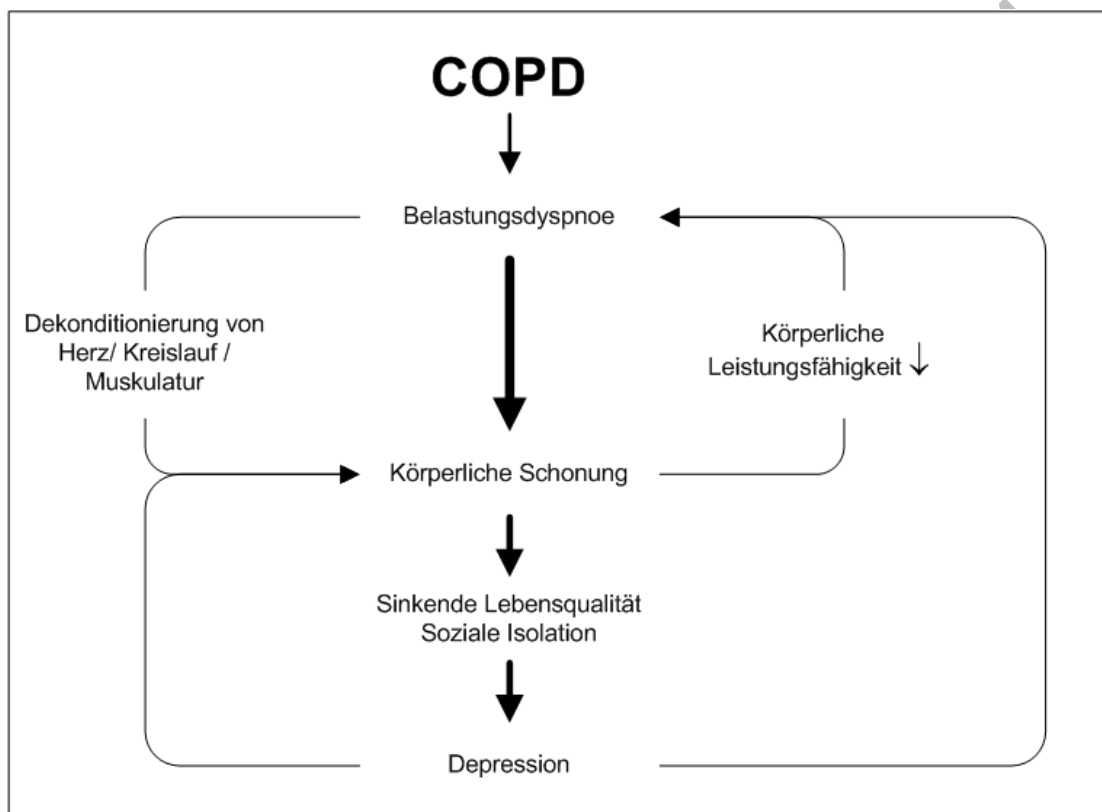 COPD
Belastungsdyspnoe
Dekonditionierung von
Herz/ Kreislauf /
Muskulatur
Körperliche
Leistungsfähigkeit ↓
Körperliche Schonung
Sinkende Lebensqualität
Soziale Isolation
Depression